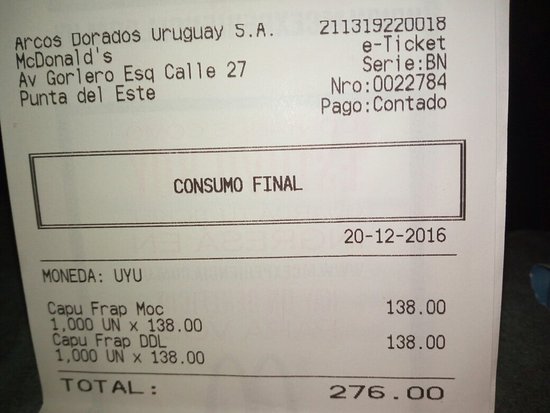 Arcos Dorados Uruguay S.A. 211319220018
McDonald's e-Ticket
Av Gorlero Esq Calle 27 Serie:BN
Punta del Este Nro:0022784
Pago:Contado
CONSUMO FINAL
20-12-2016
MONEDA: UYU
Capu Frap Moc 138.00
1,000 UN x 138.00
Capu Frap DDL 138.00
1,000 UN x 138.00
TOTAL: 276.00